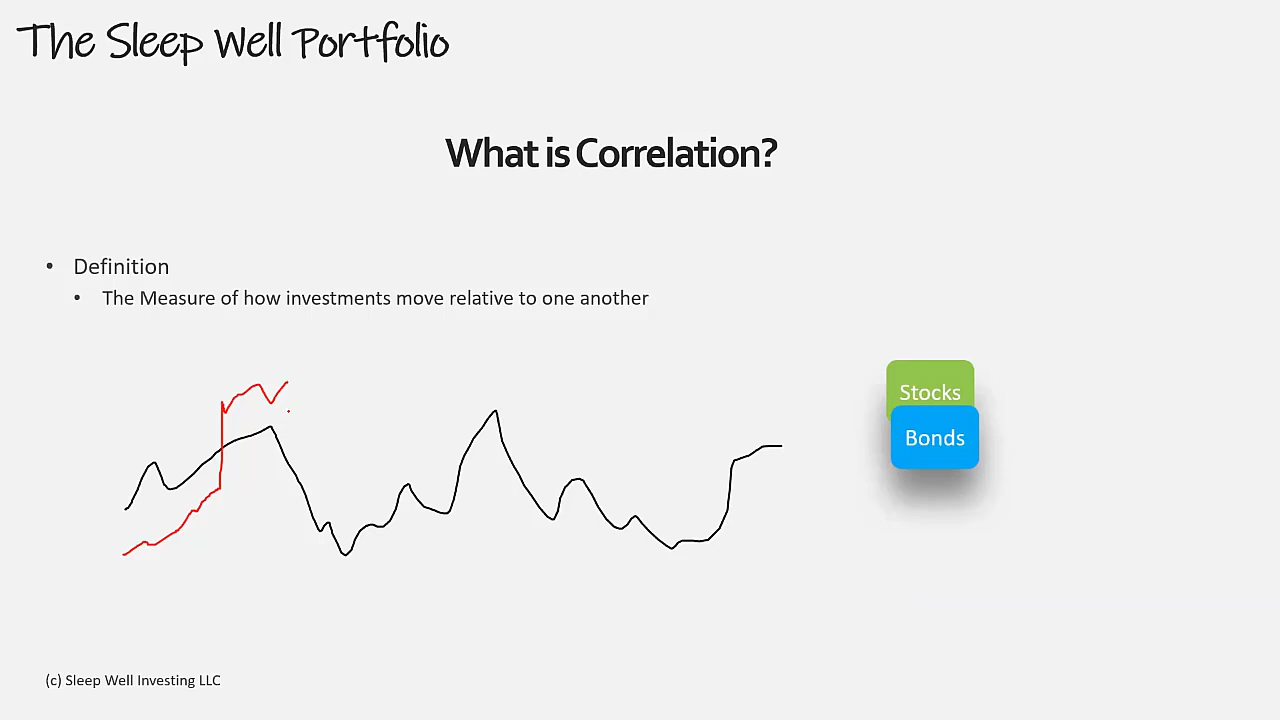 The Sleep Well Portfolio
What is Correlation?
• Definition
• The Measure of how investments move relative to one another
Stocks
Bonds
(c) Sleep Well Investing LLC